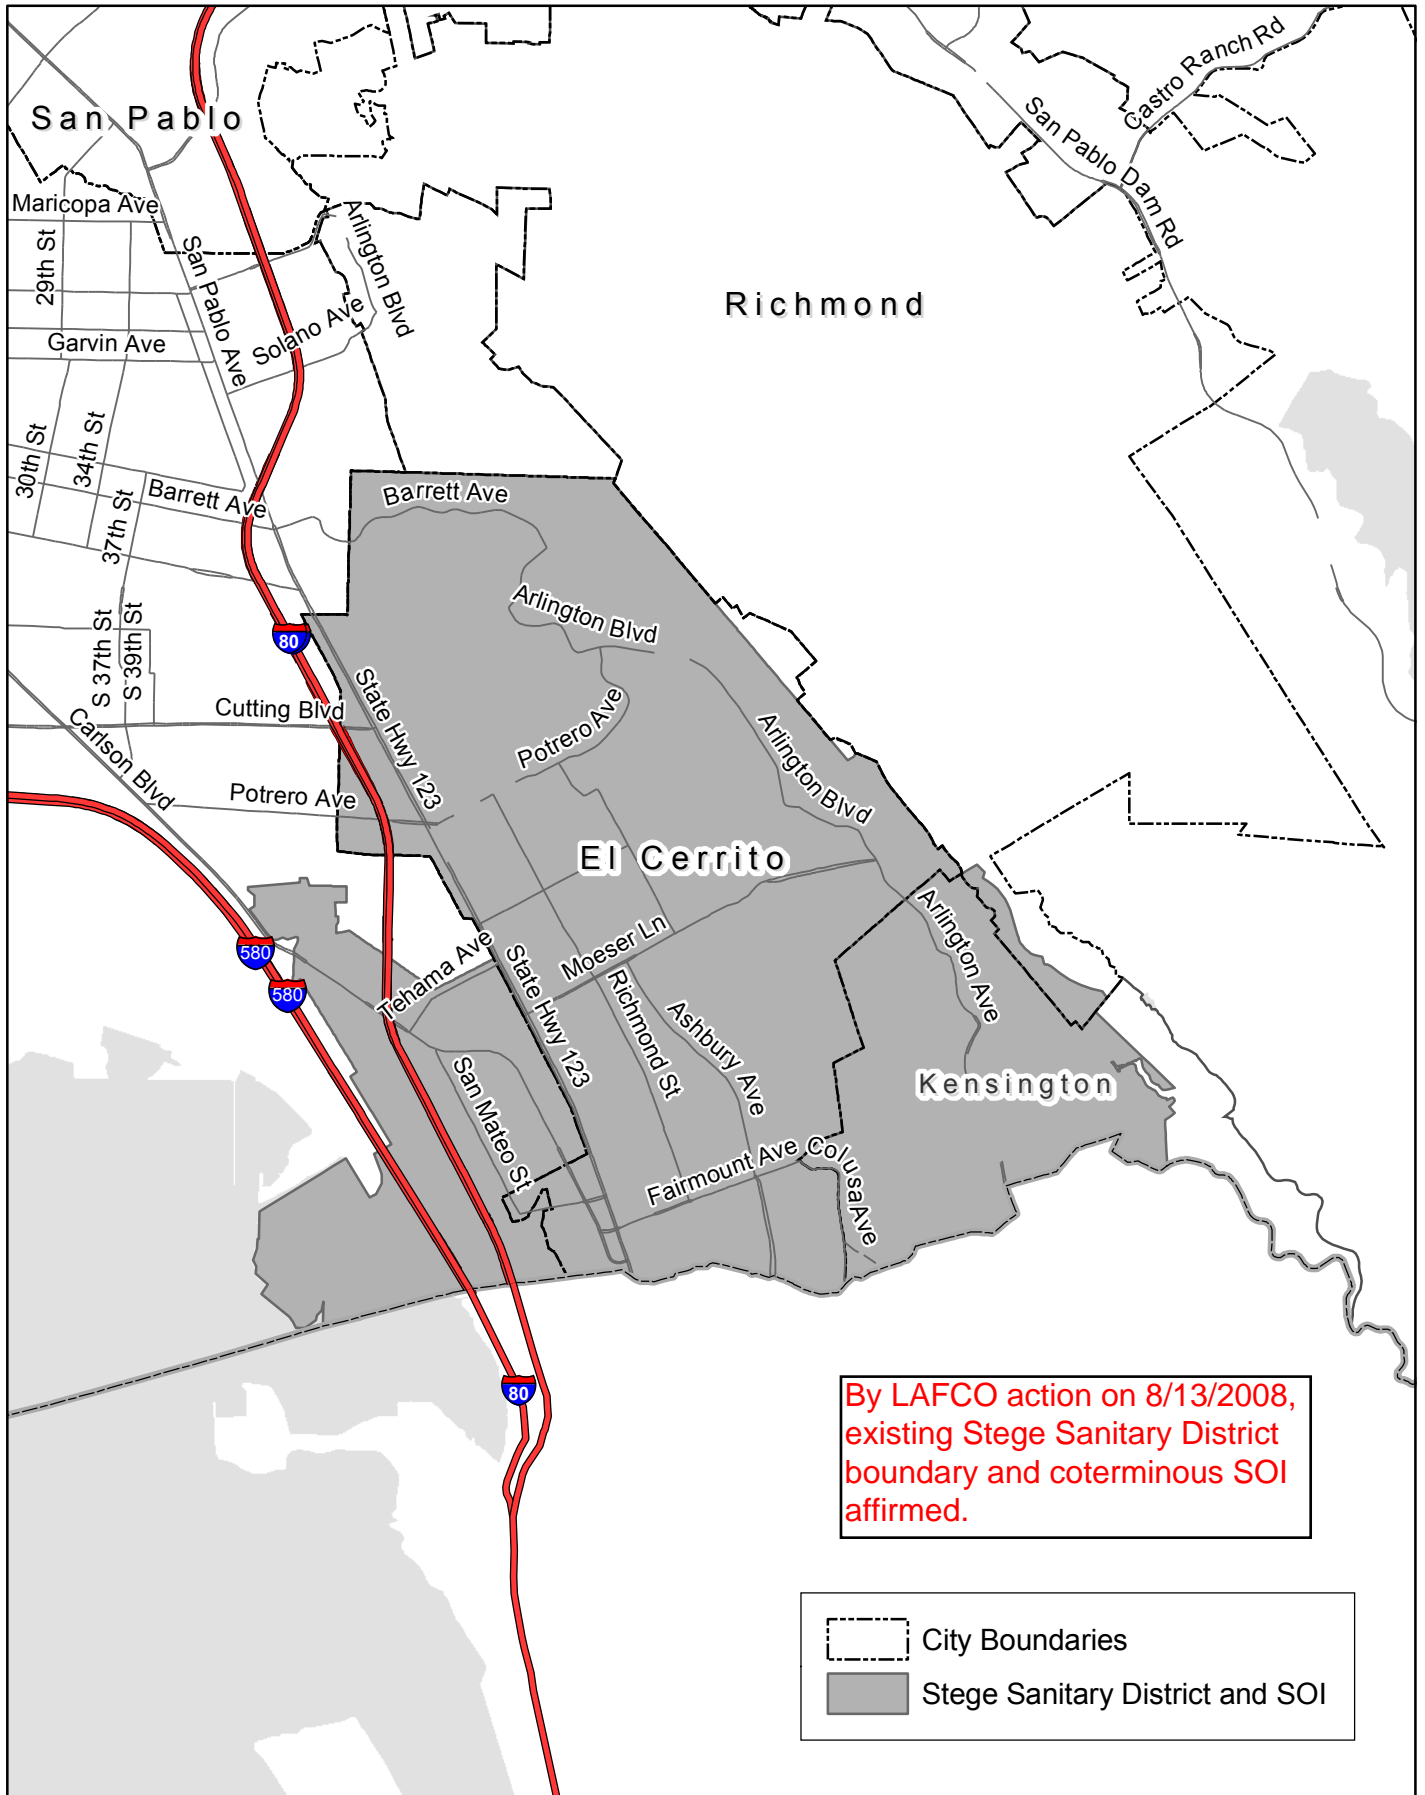 San Pablo
Castro Ranch Rd
San Pablo Dam Rd
Maricopa Ave
Arlington Blvd
29th St
San Pablo Ave
Richmond
Solano Ave
Garvin Ave
30th St
34th St
Barrett Ave
Barrett Ave
37th St
Arlington Blvd
80
S 37th St
S 39th St
State Hwy 123
Cutting Blvd
Potrero Ave
Carlson Blvd
Arlington Blvd
Potrero Ave
El Cerrito
Arlington Ave
580
Tehama Ave
Moeser Ln
State Hwy 123
580
Richmond St
Ashbury Ave
San Mateo St
Kensington
Fairmount Ave
Colusa Ave
80
By LAFCO action on 8/13/2008,
existing Stege Sanitary District
boundary and coterminous SOI
affirmed.
City Boundaries
Stege Sanitary District and SOI